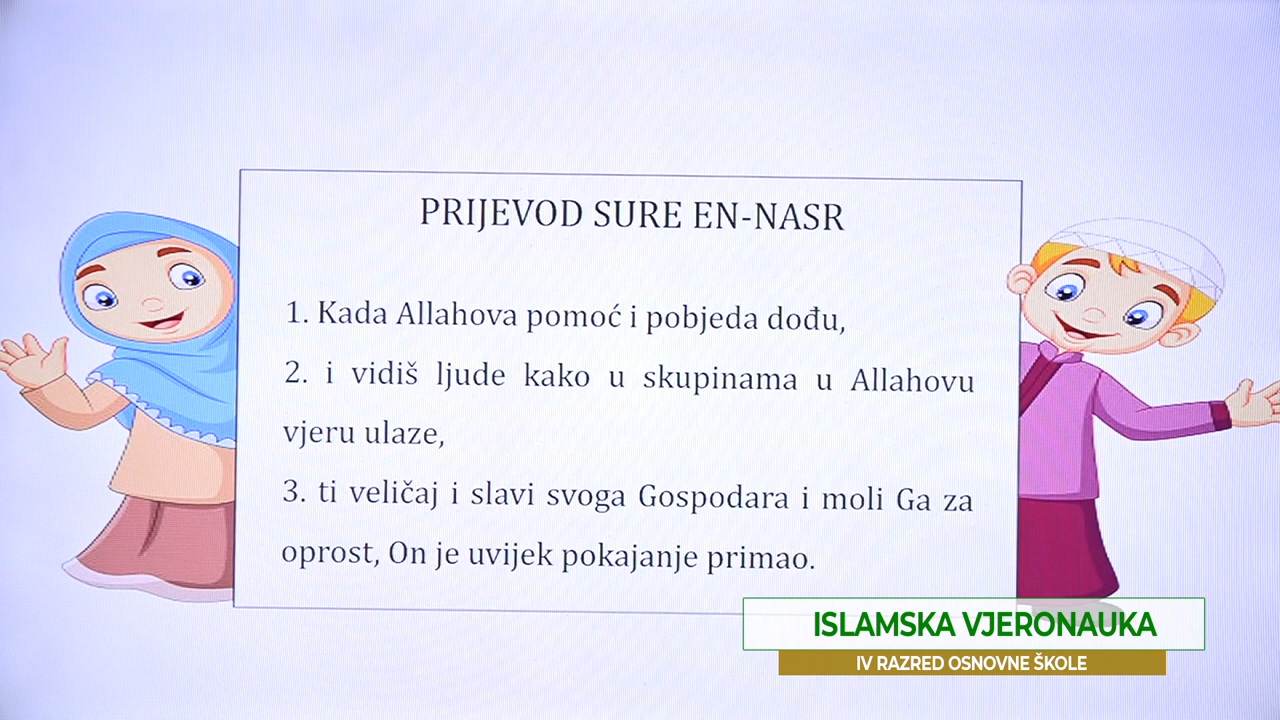 PRIJEVOD SURE EN-NASR
1. Kada Allahova pomoć i pobjeda dođu,
2. i vidiš ljude kako u skupinama u Allahovu
vjeru ulaze,
3. ti veličaj i slavi svoga Gospodara i moli Ga za
oprost, On je uvijek pokajanje primao.
ISLAMSKA VJERONAUKA
IV RAZRED OSNOVNE ŠKOLE